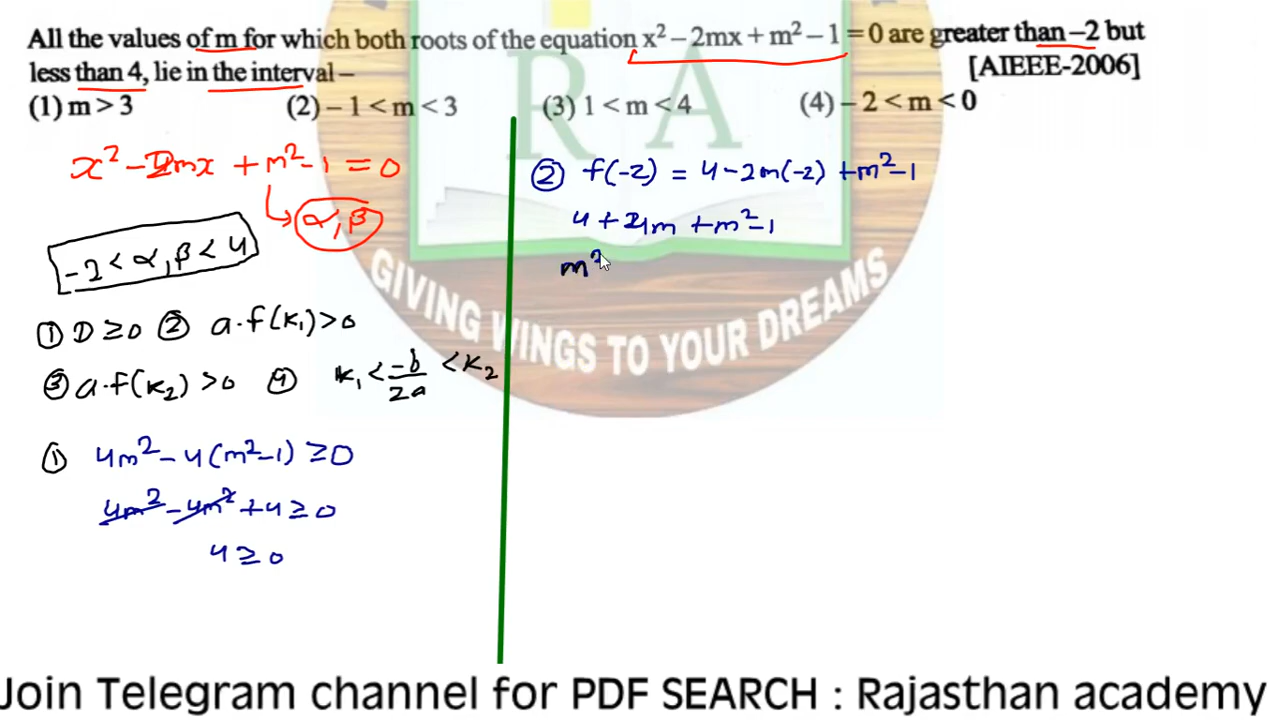 All the values of m for which both roots of the equation x² – 2mx + m² – 1 = 0 are greater than –2 but
less than 4, lie in the interval –
[AIEEE-2006]
(1) m > 3 (2) – 1 < m < 3 (3) 1 < m < 4 (4) – 2 < m < 0
x² - 2mx + m² - 1 = 0
α, β
-2 < α, β < 4
① D ≥ 0 ② a·f(k₁) > 0
③ a·f(k₂) > 0 ④ k₁ < -b/2a < k₂
① 4m² - 4(m² - 1) ≥ 0
4m² - 4m² + 4 ≥ 0
4 ≥ 0
② f(-2) = 4 - 2m(-2) + m² - 1
4 + 4m + m² - 1
m²
R A
GIVING WINGS TO YOUR DREAMS
Join Telegram channel for PDF SEARCH : Rajasthan academy